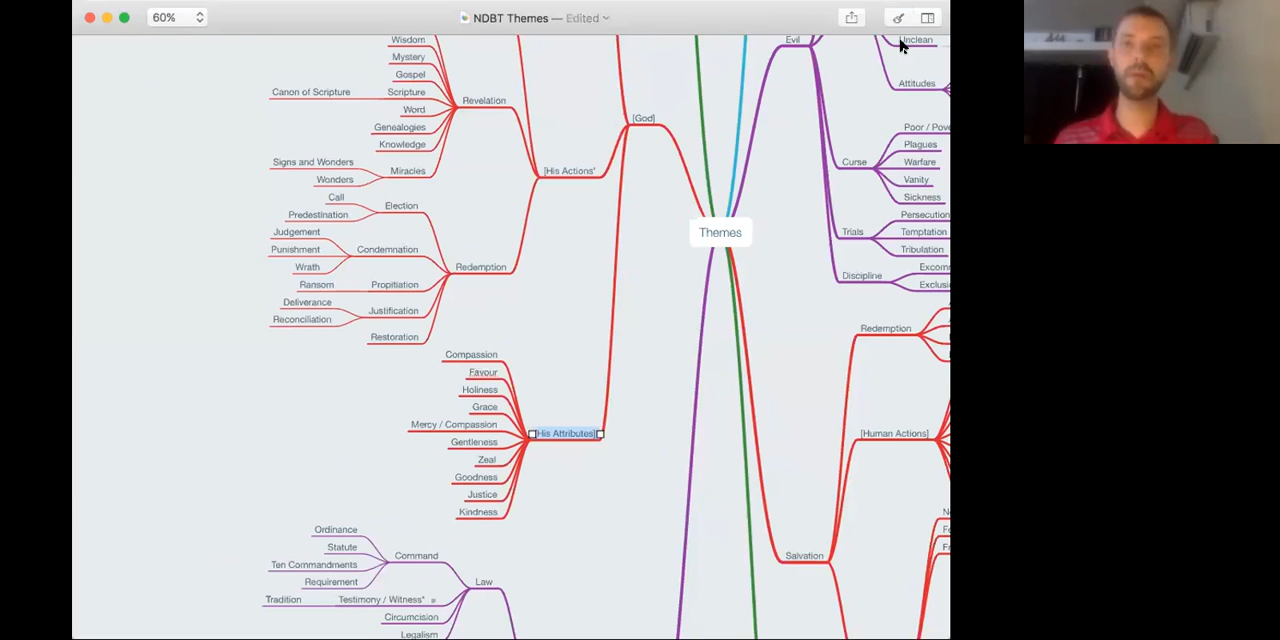 60%
NDBT Themes — Edited
Wisdom
Mystery
Gospel
Canon of Scripture
Scripture
Word
Genealogies
Knowledge
Revelation
Signs and Wonders
Wonders
Miracles
[His Actions*
[God]
Call
Predestination
Election
Judgement
Punishment
Wrath
Condemnation
Ransom
Propitiation
Deliverance
Reconciliation
Justification
Restoration
Redemption
Compassion
Favour
Holiness
Grace
Mercy / Compassion
Gentleness
Zeal
Goodness
Justice
Kindness
[His Attributes]
Ordinance
Statute
Ten Commandments
Requirement
Command
Tradition
Testimony / Witness*
Circumcision
Legalism
Law
Themes
Evil
Unclean
Attitudes
Curse
Poor / Pove
Plagues
Warfare
Vanity
Sickness
Trials
Persecution
Temptation
Tribulation
Discipline
Excom
Exclusi
Redemption
[Human Actions]
Salvation